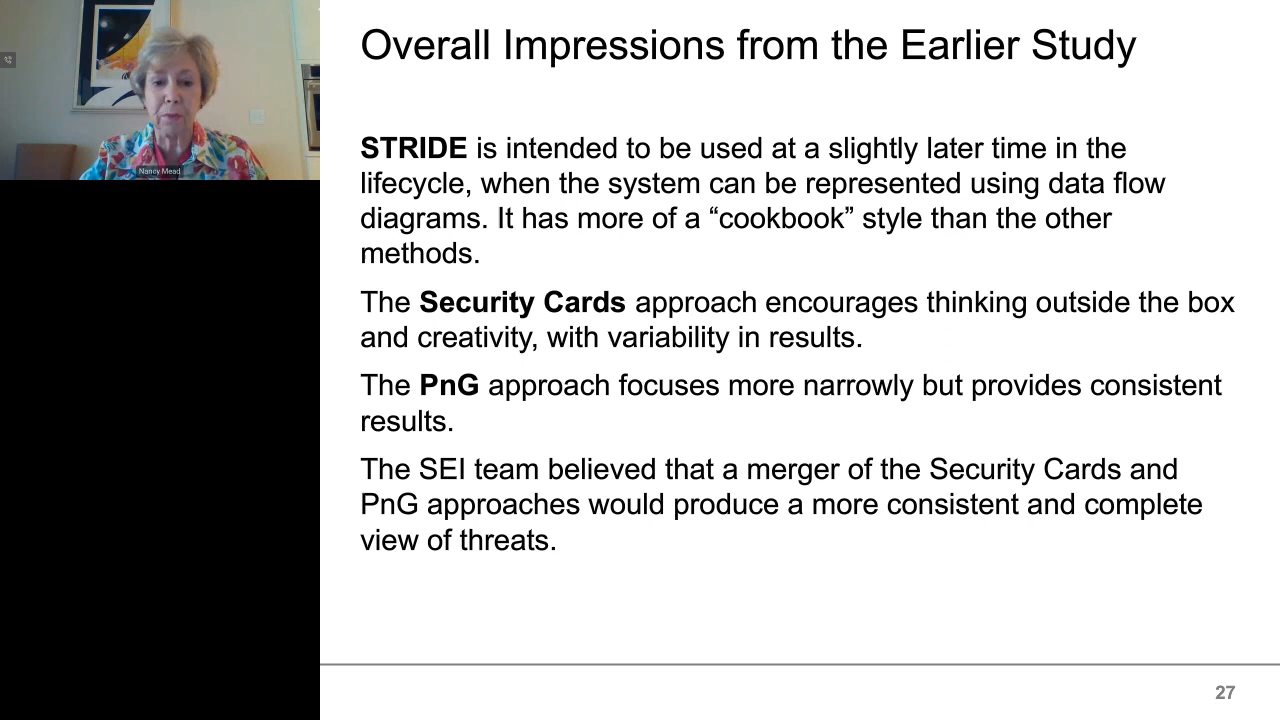 Overall Impressions from the Earlier Study
STRIDE is intended to be used at a slightly later time in the
lifecycle, when the system can be represented using data flow
diagrams. It has more of a “cookbook” style than the other
methods.
The Security Cards approach encourages thinking outside the box
and creativity, with variability in results.
The PnG approach focuses more narrowly but provides consistent
results.
The SEI team believed that a merger of the Security Cards and
PnG approaches would produce a more consistent and complete
view of threats.
Nancy Mead
27